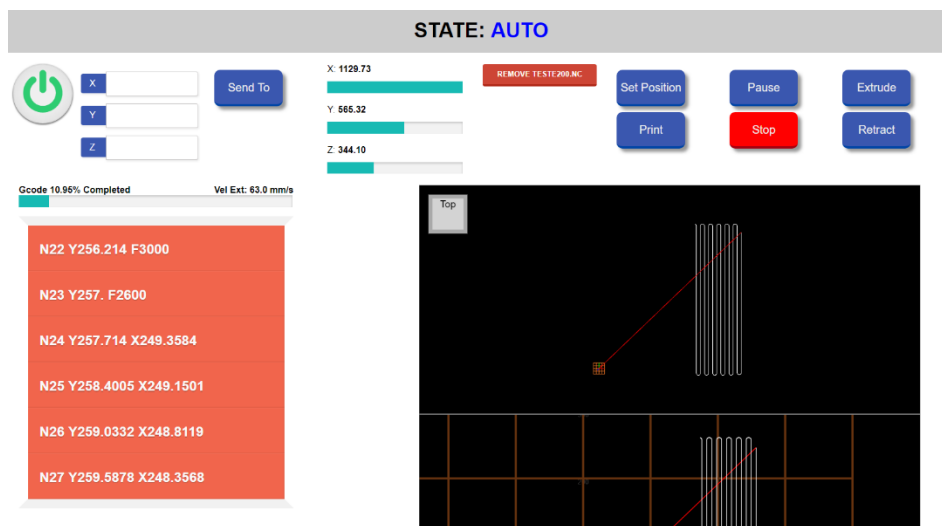 STATE: AUTO
X
Y
Z
Send To
X: 1129.73
Y: 565.32
Z: 344.10
REMOVE TESTE200.NC
Set Position
Pause
Extrude
Print
Stop
Retract
Gcode 10.95% Completed
Vel Ext: 63.0 mm/s
N22 Y256.214 F3000
N23 Y257. F2600
N24 Y257.714 X249.3584
N25 Y258.4005 X249.1501
N26 Y259.0332 X248.8119
N27 Y259.5878 X248.3568
Top